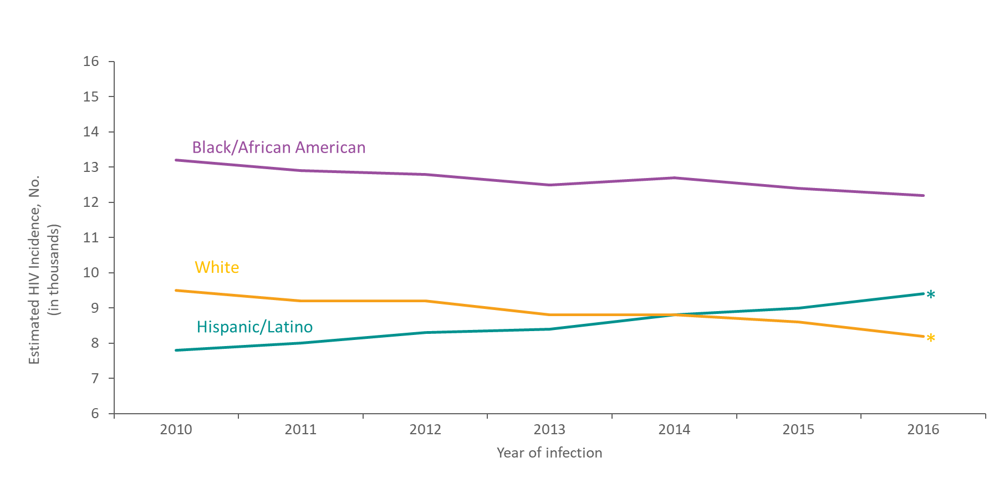 16
15
14
13
12
11
10
9
8
7
6
Estimated HIV Incidence, No.
(in thousands)
Black/African American
White
Hispanic/Latino
*
*
2010 2011 2012 2013 2014 2015 2016
Year of infection